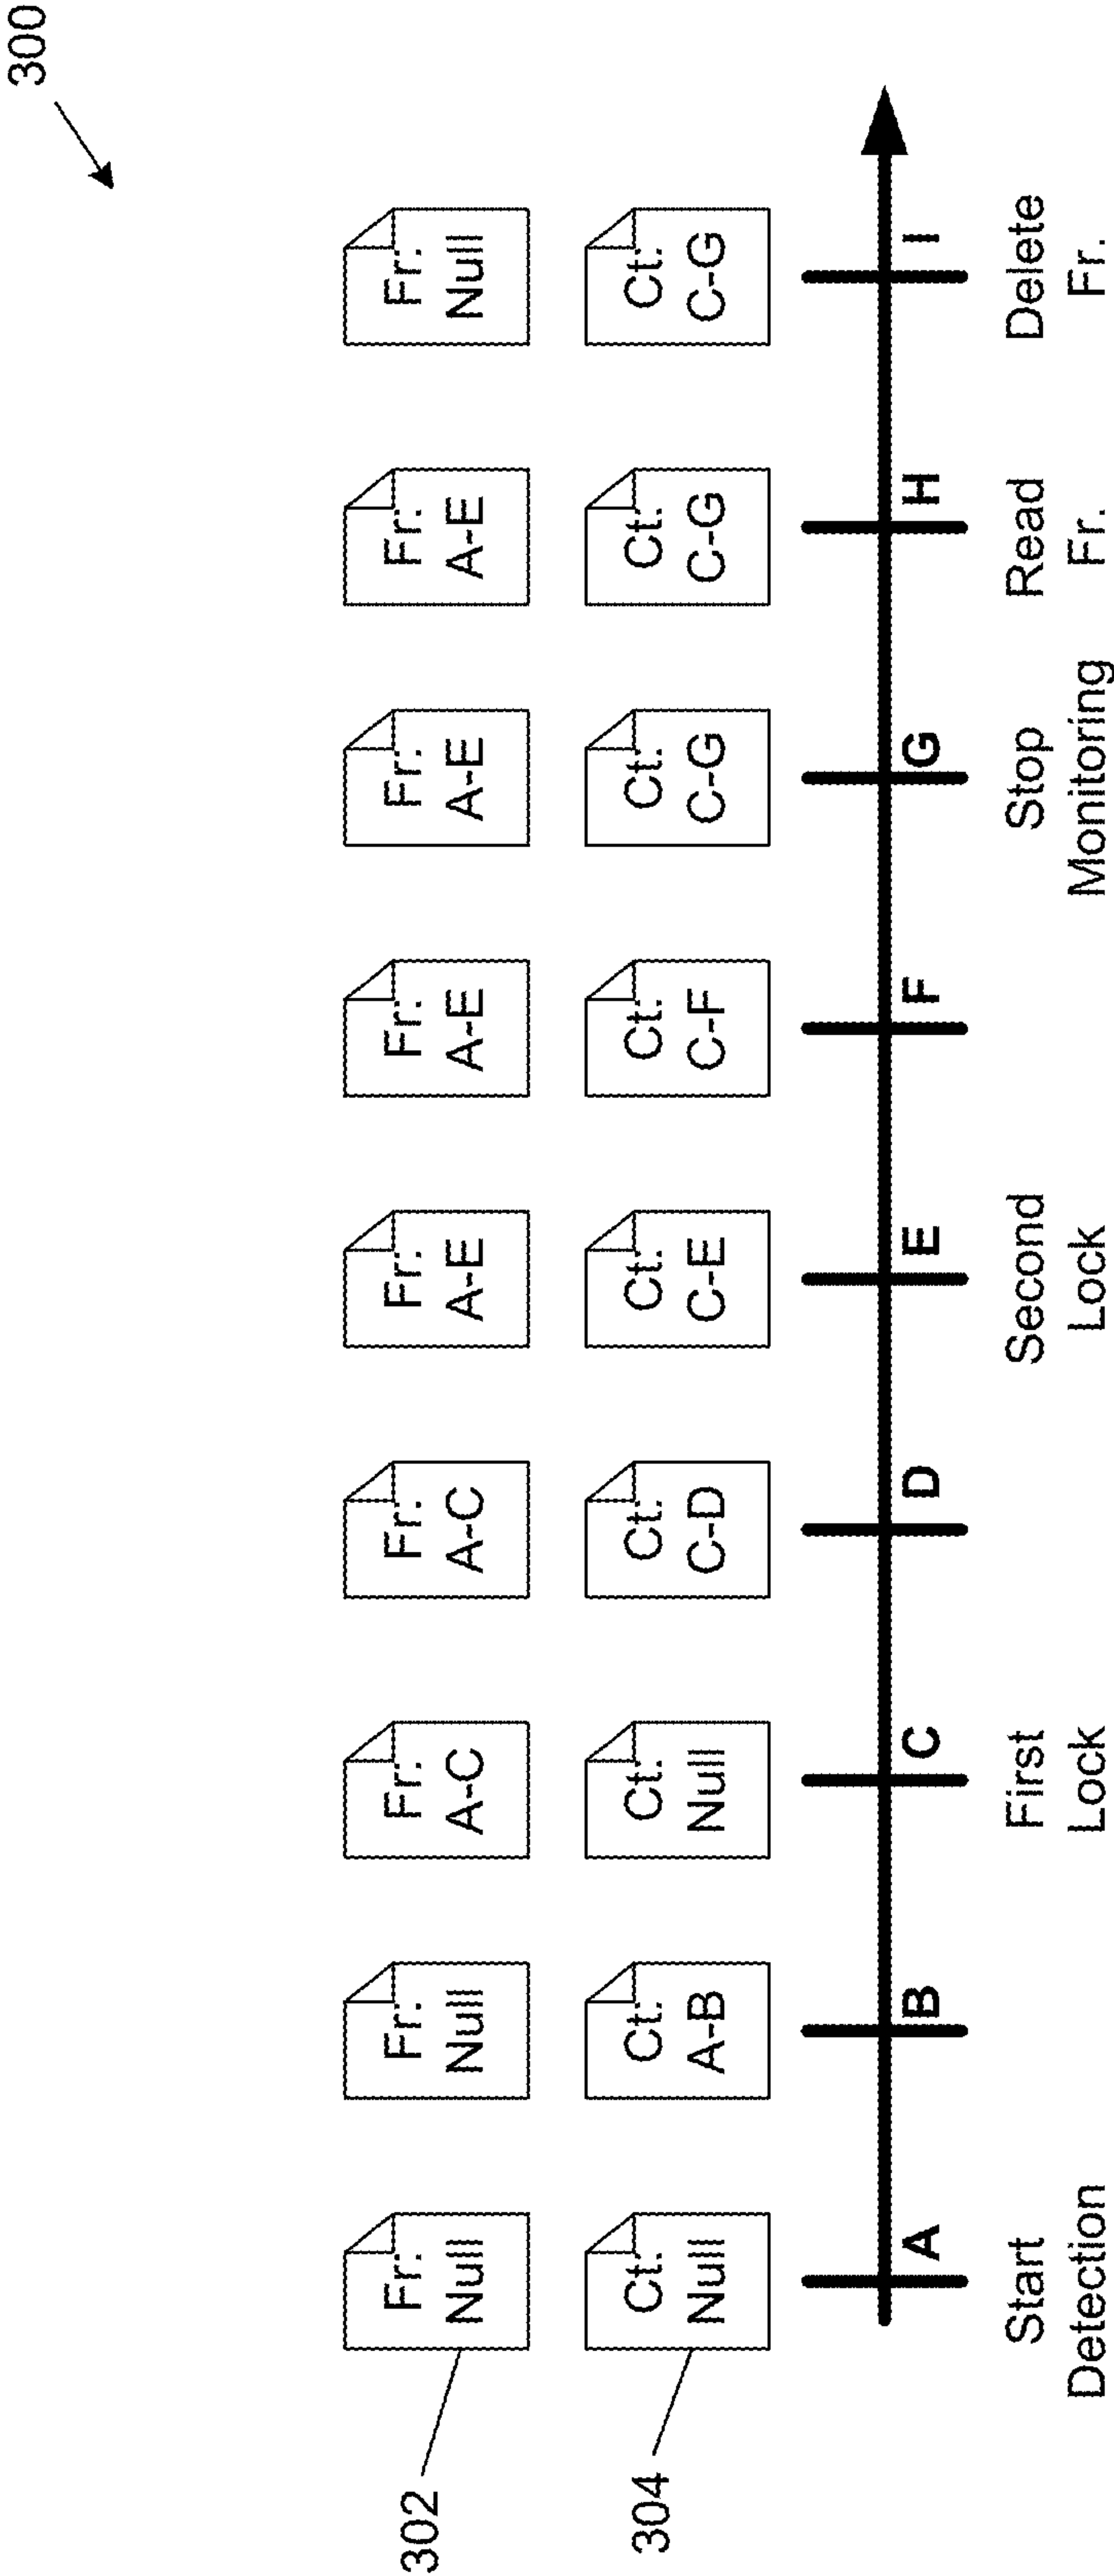 300
Fr.
Null
Fr.
Null
Fr.
A-C
Fr.
A-C
Fr.
A-E
Fr.
A-E
Fr.
A-E
Fr.
A-E
Fr.
Null
302
Ct.
Null
Ct.
A-B
Ct.
Null
Ct.
C-D
Ct.
C-E
Ct.
C-F
Ct.
C-G
Ct.
C-G
Ct.
C-G
304
A
B
C
D
E
F
G
H
I
Start
Detection
First
Lock
Second
Lock
Stop
Monitoring
Read
Fr.
Delete
Fr.